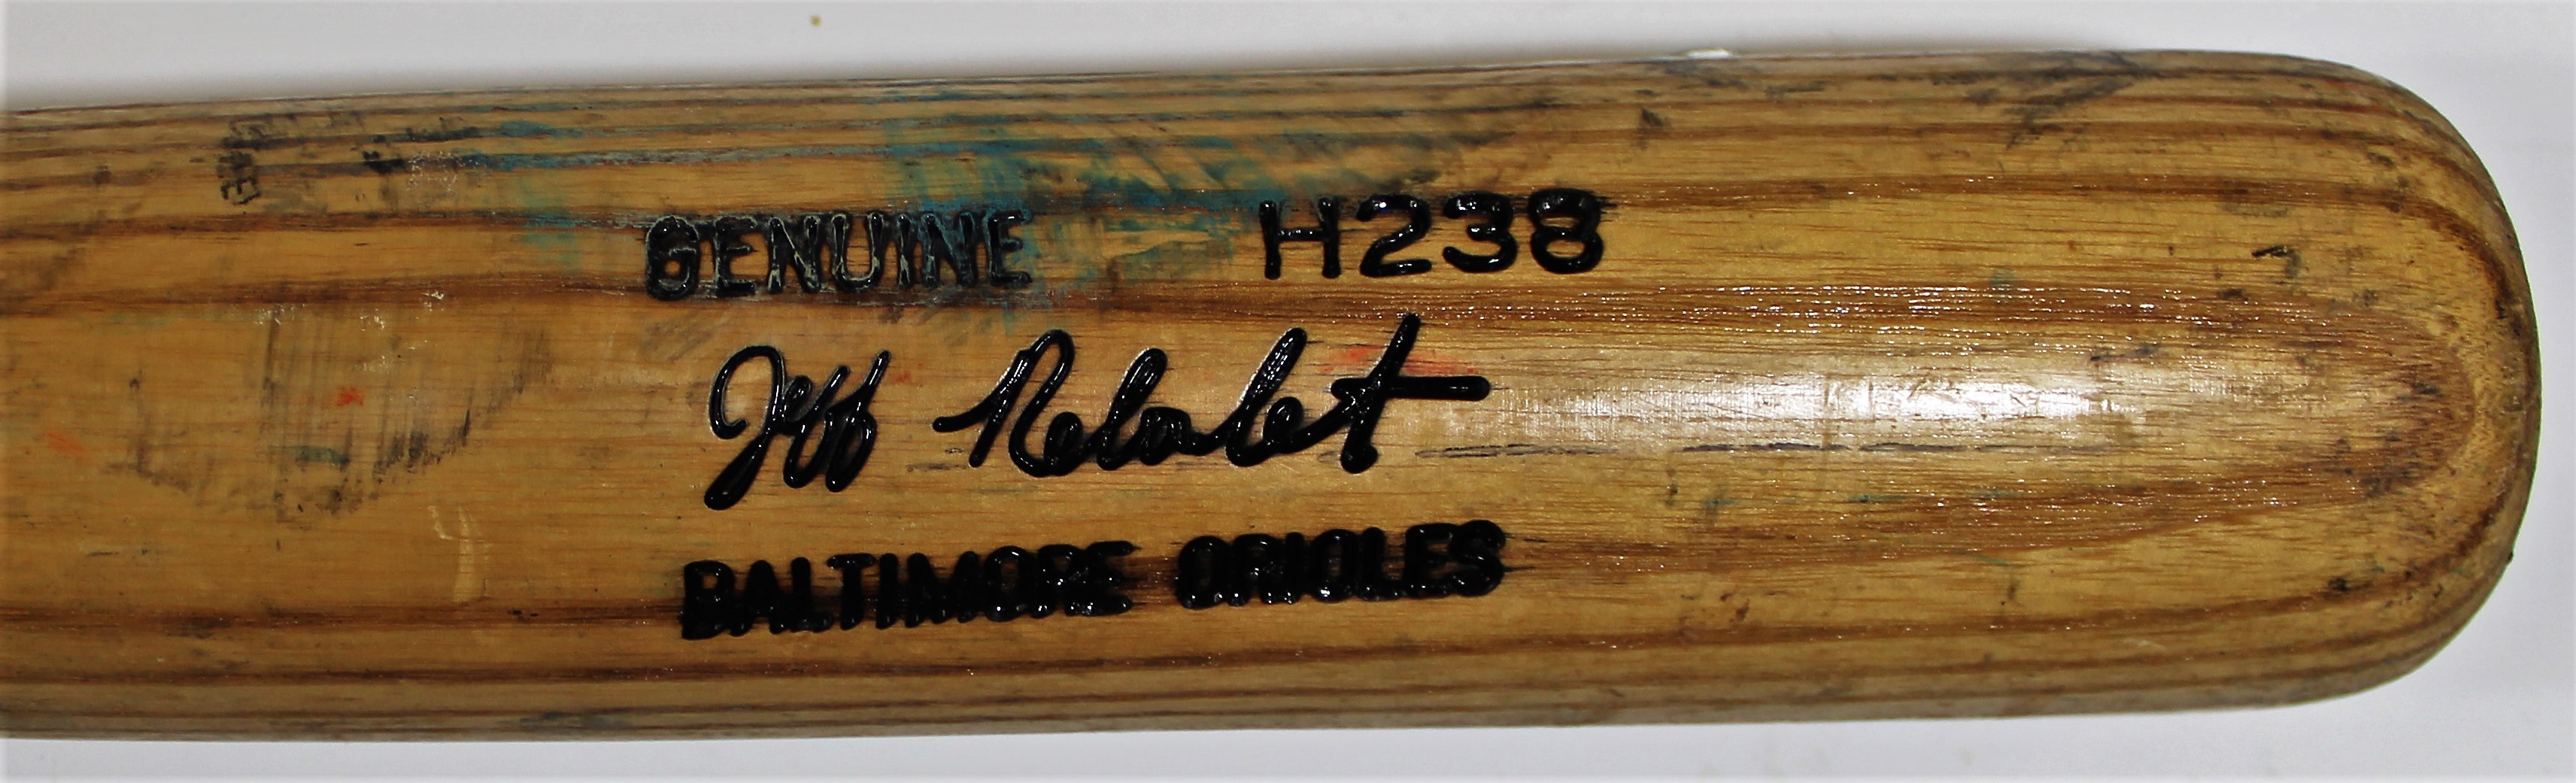 GENUINE H238
Jeff Reboulet
BALTIMORE ORIOLES